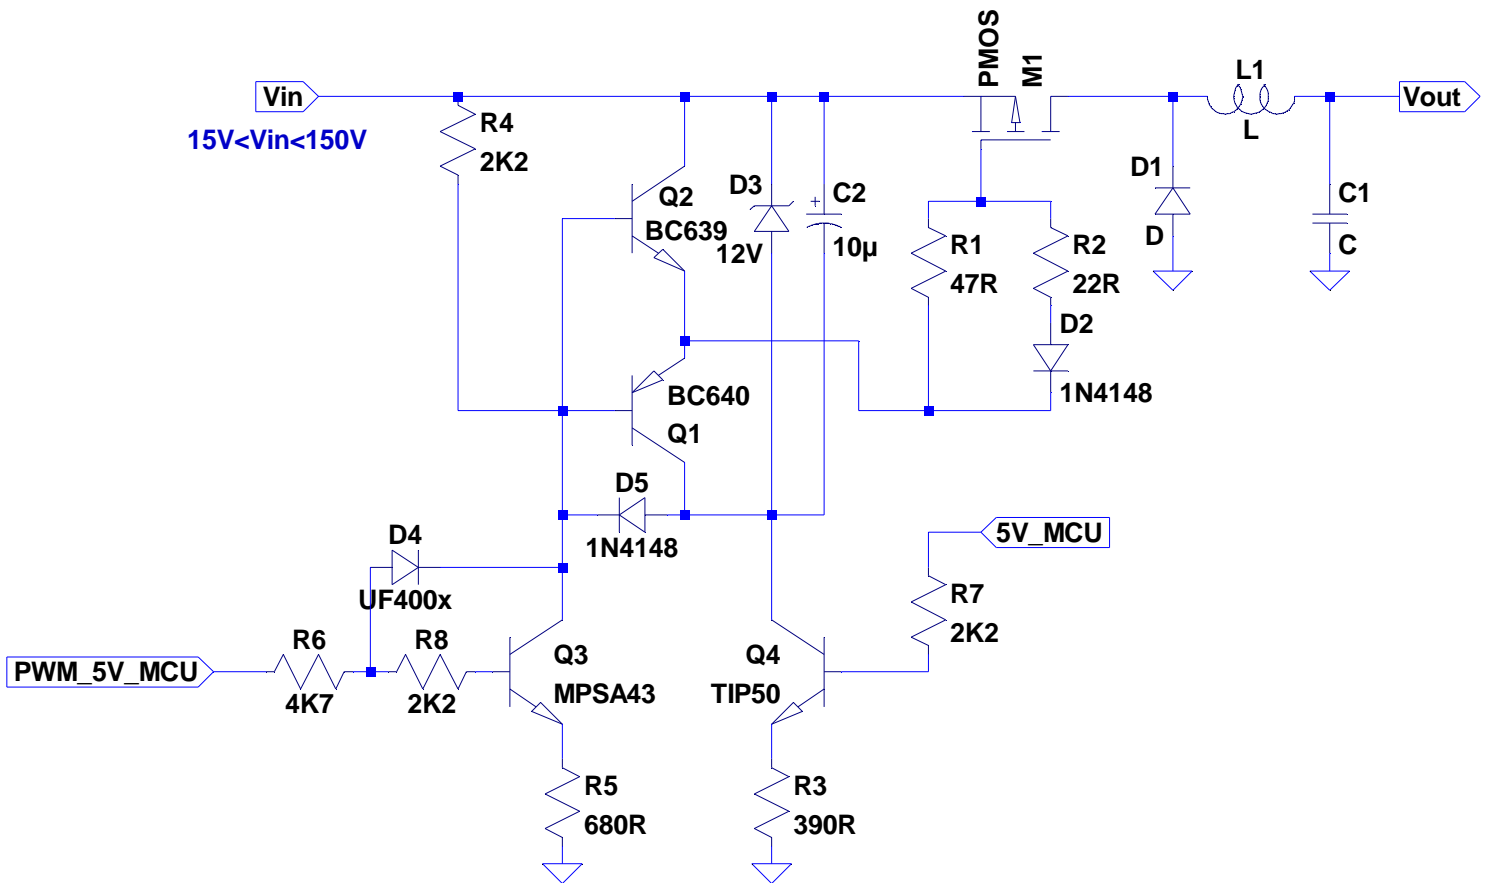 PMOS
M1
Vin
15V<Vin<150V
R4
2K2
L1
L
Vout
Q2
BC639
D3
12V
C2
10µ
R1
47R
R2
22R
D1
D
C1
C
D2
1N4148
BC640
Q1
D5
1N4148
D4
UF400x
5V_MCU
R7
2K2
PWM_5V_MCU
R6
4K7
R8
2K2
Q3
MPSA43
Q4
TIP50
R5
680R
R3
390R